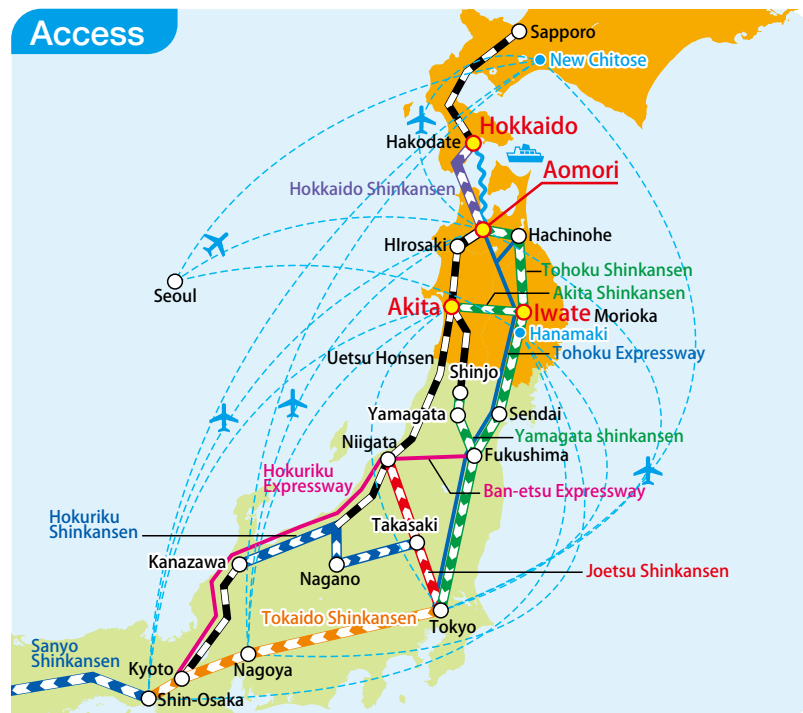 Access
Sapporo
New Chitose
Hokkaido
Hakodate
Aomori
Hokkaido Shinkansen
HIrosaki
Hachinohe
Tohoku Shinkansen
Seoul
Akita Shinkansen
Akita
Iwate Morioka
Hanamaki
Uetsu Honsen
Tohoku Expressway
Shinjo
Yamagata
Sendai
Yamagata shinkansen
Niigata
Fukushima
Hokuriku
Expressway
Ban-etsu Expressway
Hokuriku
Shinkansen
Takasaki
Kanazawa
Nagano
Joetsu Shinkansen
Tokaido Shinkansen
Tokyo
Sanyo
Shinkansen
Kyoto
Nagoya
Shin-Osaka